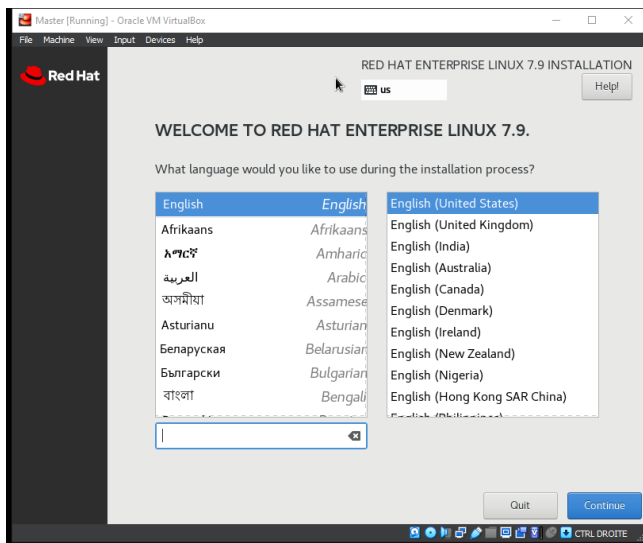 Master [Running] - Oracle VM VirtualBox
File Machine View Input Devices Help
Red Hat
RED HAT ENTERPRISE LINUX 7.9 INSTALLATION
us
Help!
WELCOME TO RED HAT ENTERPRISE LINUX 7.9.
What language would you like to use during the installation process?
English English
Afrikaans Afrikaans
አማርኛ Amharic
العربية Arabic
অসমীয়া Assamese
Asturianu Asturian
Беларуская Belarusian
Български Bulgarian
বাংলা Bengali
English (United States)
English (United Kingdom)
English (India)
English (Australia)
English (Canada)
English (Denmark)
English (Ireland)
English (New Zealand)
English (Nigeria)
English (Hong Kong SAR China)
English (Philippines)
Quit
Continue
CTRL DROITE